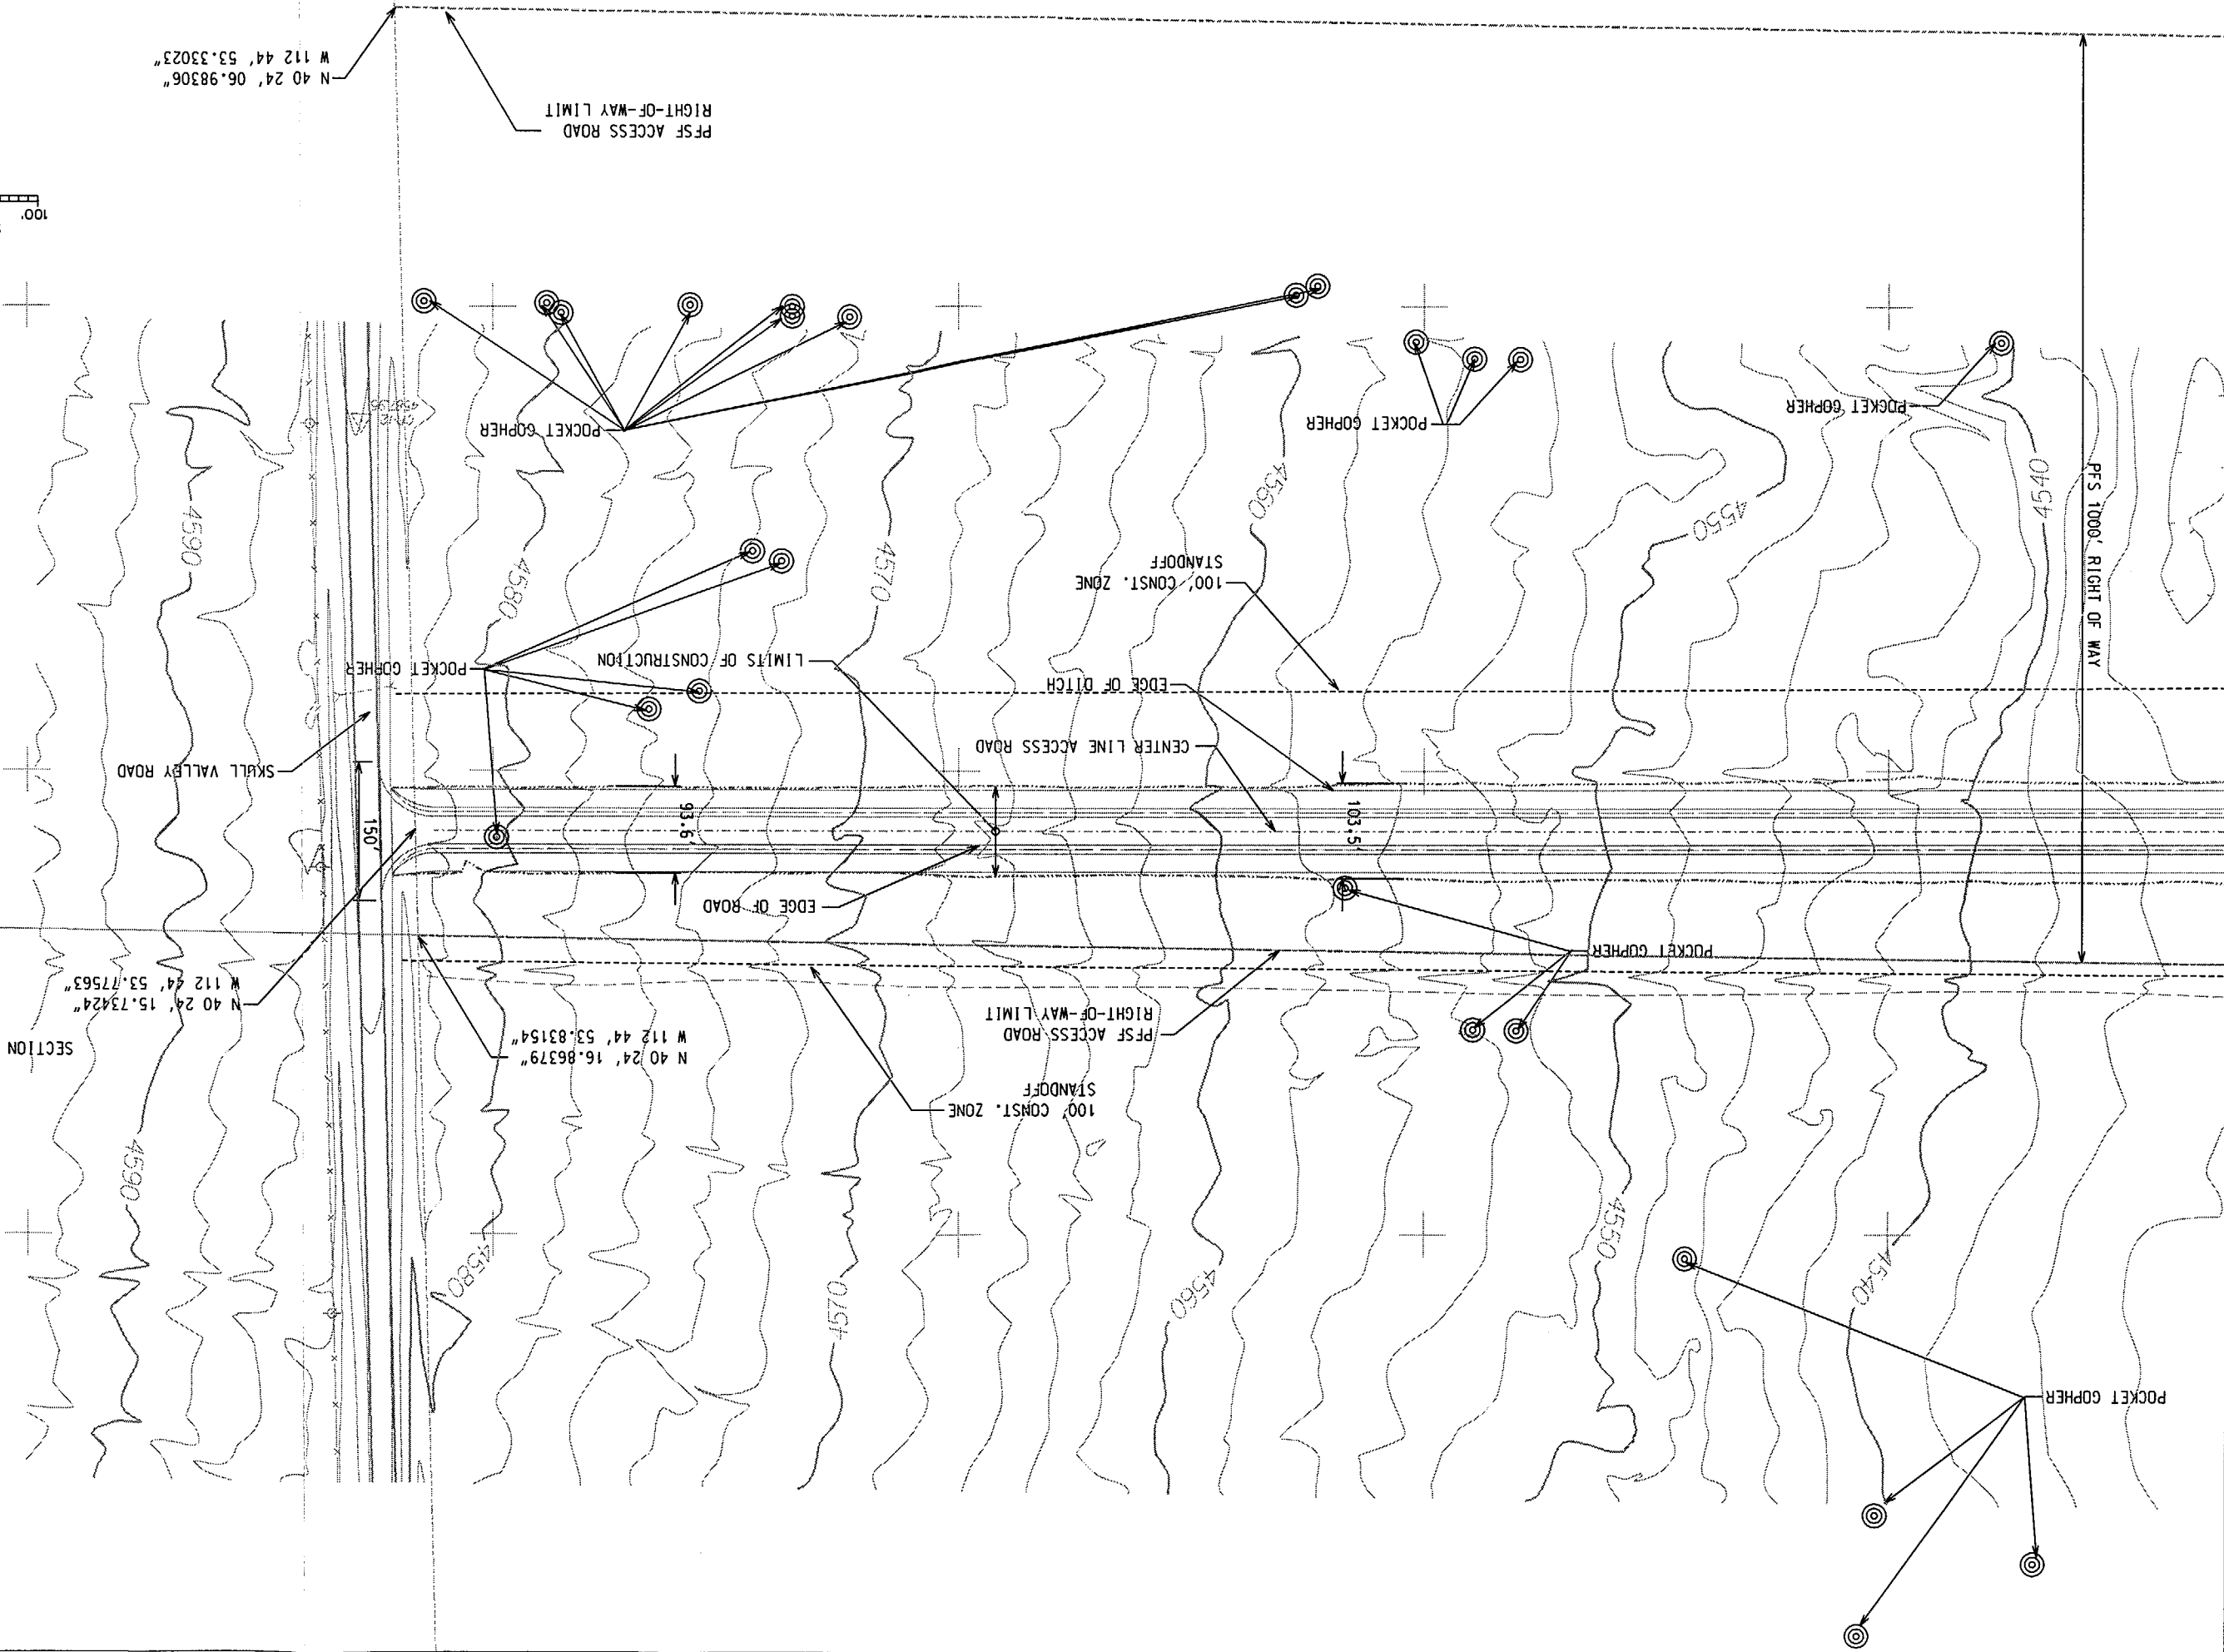 POCKET GOPHER
4540
4550
4560
4570
4580
4590
100' CONST. ZONE
STANDOFF
SECTION
N 40 24' 16.86379"
W 112 44' 53.83154"
PFSF ACCESS ROAD
RIGHT-OF-WAY LIMIT
N 40 24' 15.73424"
W 112 44' 53.77563"
POCKET GOPHER
EDGE OF ROAD
103.5'
93.6'
150'
SKULL VALLEY ROAD
CENTER LINE ACCESS ROAD
EDGE OF DITCH
LIMITS OF CONSTRUCTION
POCKET GOPHER
PFS 1000' RIGHT OF WAY
100' CONST. ZONE
STANDOFF
4540
4550
4560
4570
4580
4590
POCKET GOPHER
POCKET GOPHER
POCKET GOPHER
100'
PFSF ACCESS ROAD
RIGHT-OF-WAY LIMIT
N 40 24' 06.98306"
W 112 44' 53.33023"